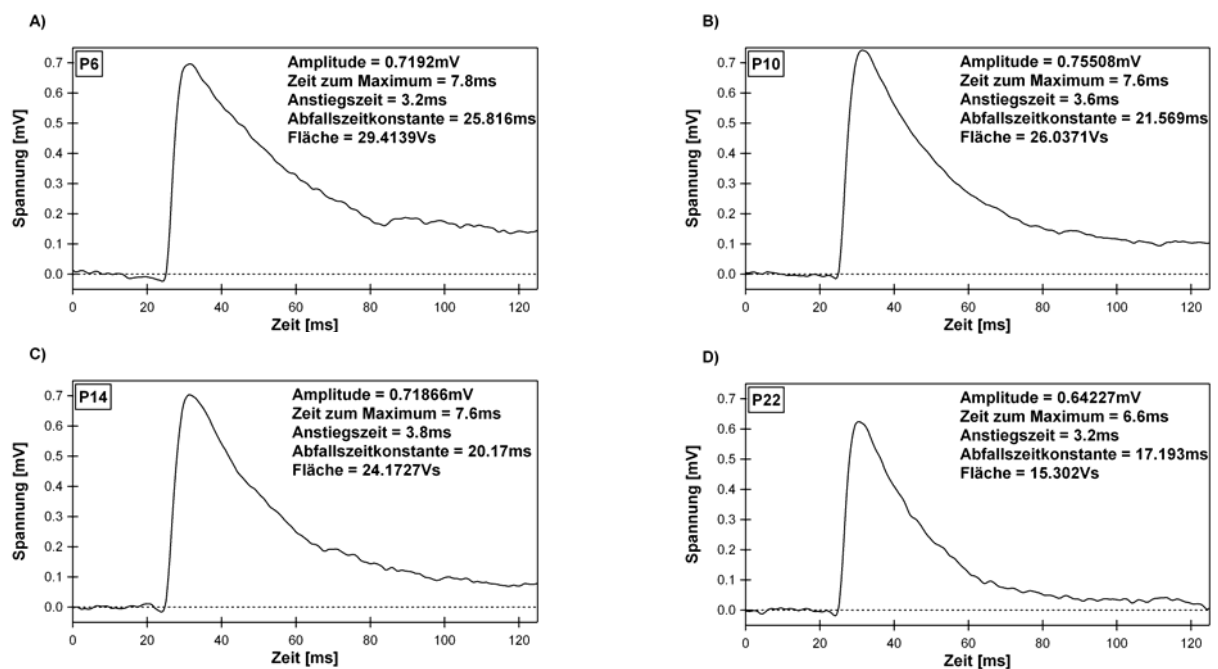 A)
P6
Amplitude = 0.7192mV
Zeit zum Maximum = 7.8ms
Anstiegszeit = 3.2ms
Abfallszeitkonstante = 25.816ms
Fläche = 29.4139Vs
Spannung [mV]
0.7
0.6
0.5
0.4
0.3
0.2
0.1
0.0
0 20 40 60 80 100 120
Zeit [ms]
B)
P10
Amplitude = 0.75508mV
Zeit zum Maximum = 7.6ms
Anstiegszeit = 3.6ms
Abfallszeitkonstante = 21.569ms
Fläche = 26.0371Vs
Spannung [mV]
0.7
0.6
0.5
0.4
0.3
0.2
0.1
0.0
0 20 40 60 80 100 120
Zeit [ms]
C)
P14
Amplitude = 0.71866mV
Zeit zum Maximum = 7.6ms
Anstiegszeit = 3.8ms
Abfallszeitkonstante = 20.17ms
Fläche = 24.1727Vs
Spannung [mV]
0.7
0.6
0.5
0.4
0.3
0.2
0.1
0.0
0 20 40 60 80 100 120
Zeit [ms]
D)
P22
Amplitude = 0.64227mV
Zeit zum Maximum = 6.6ms
Anstiegszeit = 3.2ms
Abfallszeitkonstante = 17.193ms
Fläche = 15.302Vs
Spannung [mV]
0.7
0.6
0.5
0.4
0.3
0.2
0.1
0.0
0 20 40 60 80 100 120
Zeit [ms]